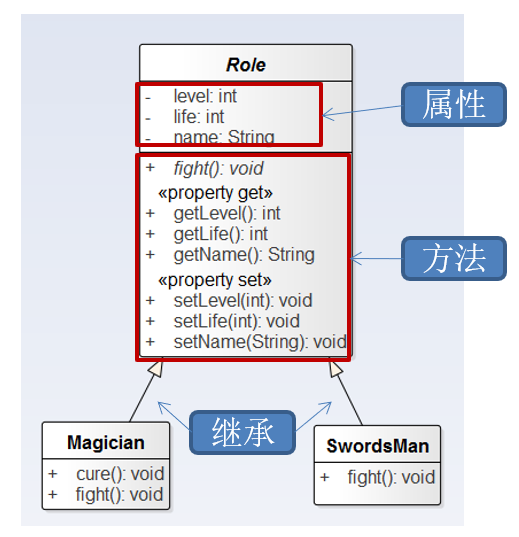 Role
- level: int
- life: int
- name: String
属性
+ fight(): void
«property get»
+ getLevel(): int
+ getLife(): int
+ getName(): String
方法
«property set»
+ setLevel(int): void
+ setLife(int): void
+ setName(String): void
继承
Magician
+ cure(): void
+ fight(): void
SwordsMan
+ fight(): void